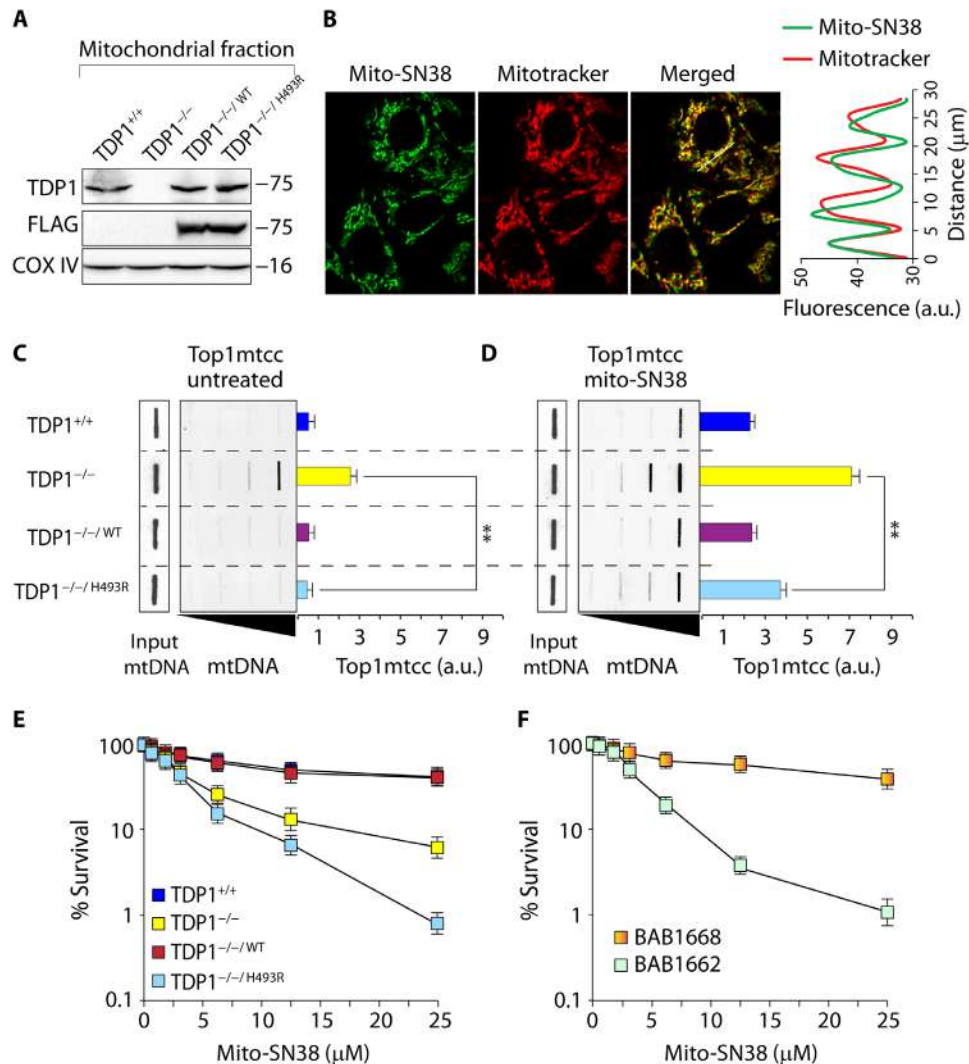 A
Mitochondrial fraction
TDP1+/+
TDP1−/−
TDP1−/−/ WT
TDP1−/−/ H493R
TDP1
−75
FLAG
−75
COX IV
−16
B
Mito-SN38
Mitotracker
Merged
Mito-SN38
Mitotracker
30
25
20
15
10
5
0
Distance (μm)
50
40
30
Fluorescence (a.u.)
C
Top1mtcc
untreated
TDP1+/+
TDP1−/−
TDP1−/−/ WT
TDP1−/−/ H493R
**
Input
mtDNA
mtDNA
1 3 5 7 9
Top1mtcc (a.u.)
D
Top1mtcc
mito-SN38
**
Input
mtDNA
mtDNA
1 3 5 7 9
Top1mtcc (a.u.)
E
100
10
1
0.1
% Survival
TDP1+/+
TDP1−/−
TDP1−/−/ WT
TDP1−/−/ H493R
0 5 10 15 20 25
Mito-SN38 (μM)
F
100
10
1
0.1
% Survival
BAB1668
BAB1662
0 5 10 15 20 25
Mito-SN38 (μM)